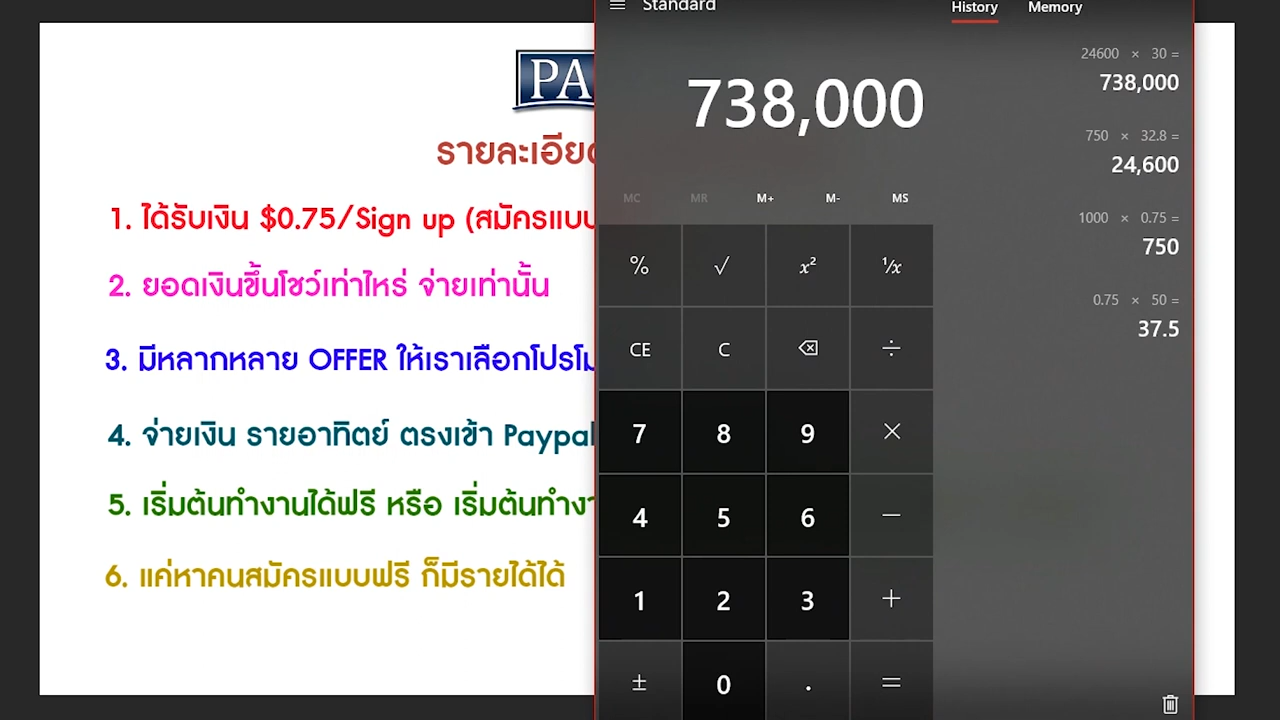 PA
รายละเอียด
1. ได้รับเงิน $0.75/Sign up (สมัครแบบ
2. ยอดเงินขึ้นโชว์เท่าไหร่ จ่ายเท่านั้น
3. มีหลากหลาย OFFER ให้เราเลือกโปรโม
4. จ่ายเงิน รายอาทิตย์ ตรงเข้า Paypal
5. เริ่มต้นทำงานได้ฟรี หรือ เริ่มต้นทำงา
6. แค่หาคนสมัครแบบฟรี ก็มีรายได้ได้
Standard
738,000
MC MR M+ M- MS
% √ x² ¹/x
CE C ⌫ ÷
7 8 9 ×
4 5 6 −
1 2 3 +
± 0 . =
History Memory
24600 × 30 =
738,000
750 × 32.8 =
24,600
1000 × 0.75 =
750
0.75 × 50 =
37.5